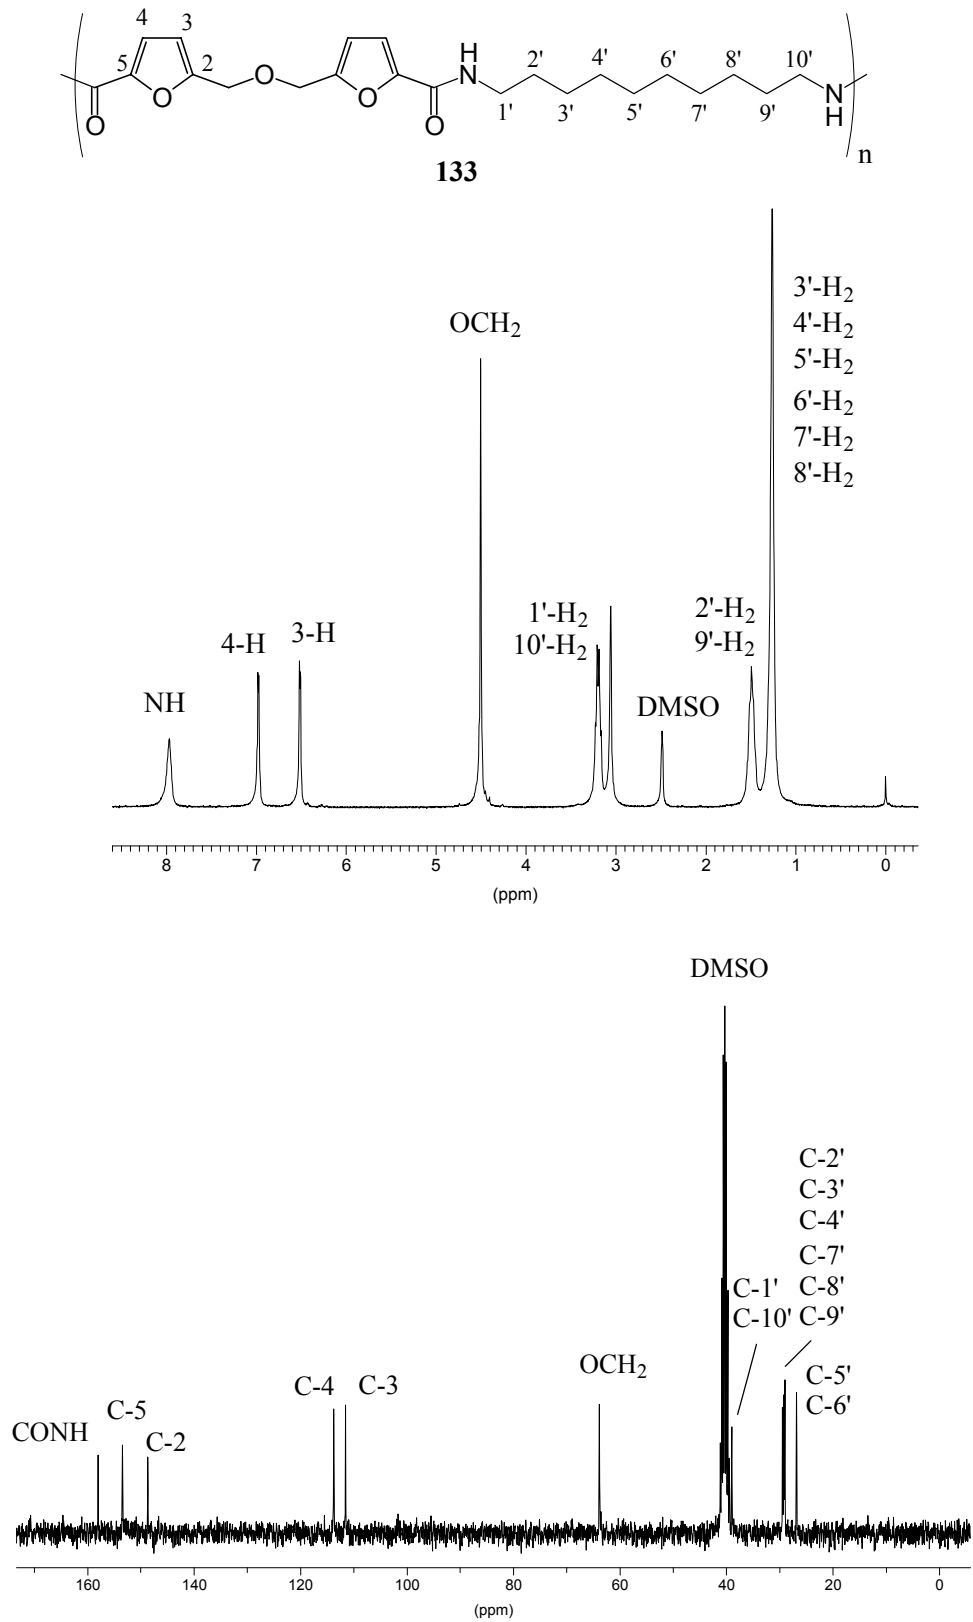 4 3
5 2
O O
O
H
N
O
O
1' 2' 3' 4' 5' 6' 7' 8' 9' 10'
N
H
n
133
3'-H2
4'-H2
5'-H2
6'-H2
7'-H2
8'-H2
OCH2
1'-H2
10'-H2
2'-H2
9'-H2
4-H
3-H
NH
DMSO
8 7 6 5 4 3 2 1 0
(ppm)
DMSO
C-2'
C-3'
C-4'
C-7'
C-8'
C-9'
C-1'
C-10'
OCH2
C-5'
C-6'
C-4
C-3
CONH
C-5
C-2
160 140 120 100 80 60 40 20 0
(ppm)